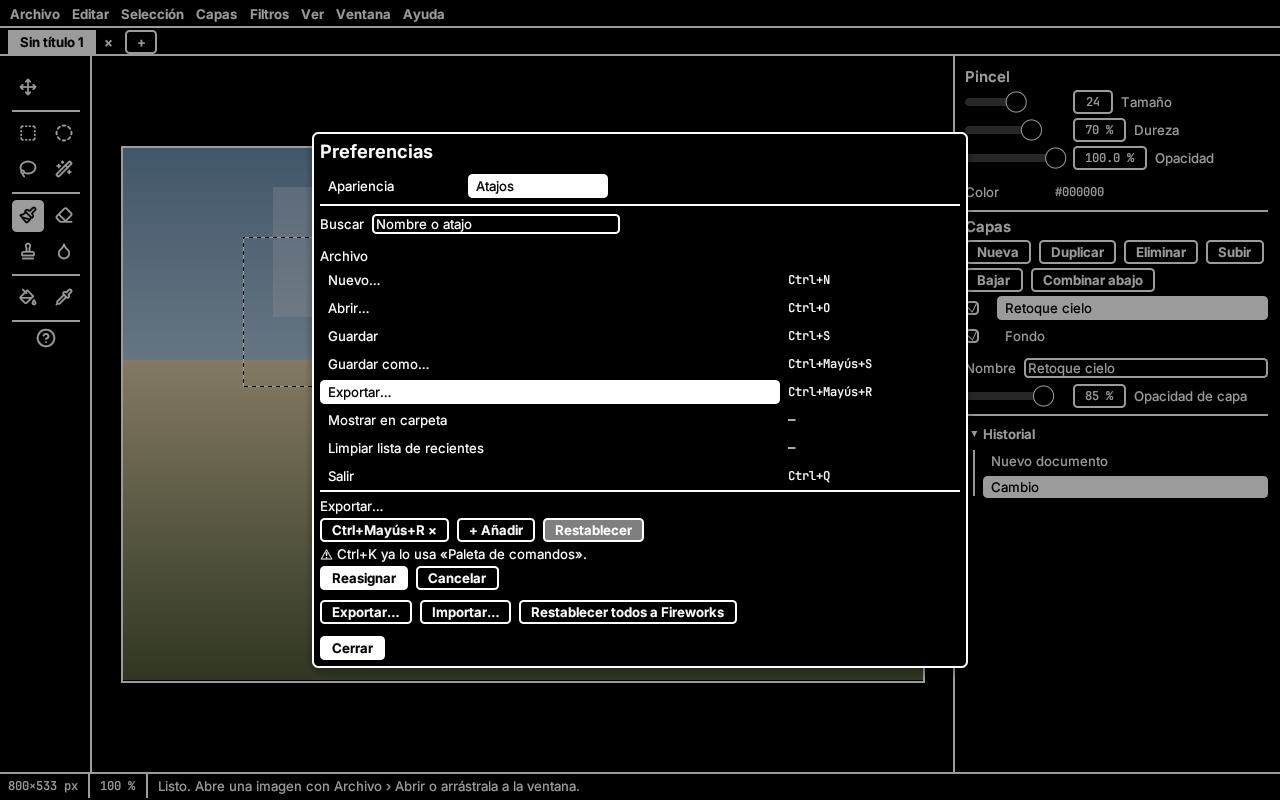 Archivo Editar Selección Capas Filtros Ver Ventana Ayuda
Sin título 1 × +
Pincel
24 Tamaño
70 % Dureza
100.0 % Opacidad
Color #000000
Capas
Nueva Duplicar Eliminar Subir
Bajar Combinar abajo
Retoque cielo
Fondo
Nombre Retoque cielo
85 % Opacidad de capa
▼ Historial
Nuevo documento
Cambio
Preferencias
Apariencia Atajos
Buscar Nombre o atajo
Archivo
Nuevo... Ctrl+N
Abrir... Ctrl+O
Guardar Ctrl+S
Guardar como... Ctrl+Mayús+S
Exportar... Ctrl+Mayús+R
Mostrar en carpeta —
Limpiar lista de recientes —
Salir Ctrl+Q
Exportar...
Ctrl+Mayús+R × + Añadir Restablecer
⚠ Ctrl+K ya lo usa «Paleta de comandos».
Reasignar Cancelar
Exportar... Importar... Restablecer todos a Fireworks
Cerrar
800×533 px 100 % Listo. Abre una imagen con Archivo › Abrir o arrástrala a la ventana.